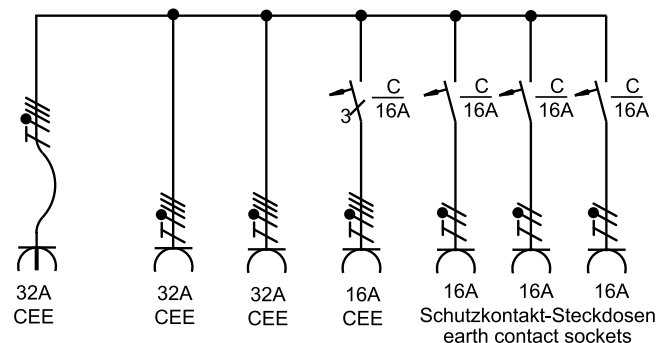 C C C C
3 16A 16A 16A 16A
32A 32A 32A 16A 16A 16A 16A
CEE CEE CEE CEE Schutzkontakt-Steckdosen
earth contact sockets